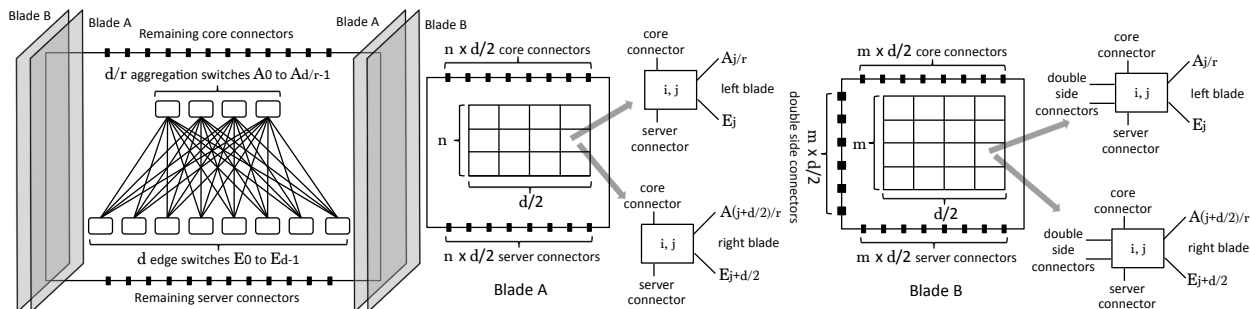 Blade B
Blade A
Remaining core connectors
d/r aggregation switches A0 to Ad/r-1
d edge switches E0 to Ed-1
Remaining server connectors
Blade A
Blade B
n x d/2 core connectors
n
d/2
n x d/2 server connectors
Blade A
core
connector
Aj/r
i, j
left blade
Ej
server
connector
core
connector
A(j+d/2)/r
i, j
right blade
Ej+d/2
server
connector
double side connectors
m x d/2
m x d/2 core connectors
m
d/2
m x d/2 server connectors
Blade B
core
connector
double
side
connectors
Aj/r
i, j
left blade
Ej
server
connector
core
connector
double
side
connectors
A(j+d/2)/r
i, j
right blade
Ej+d/2
server
connector